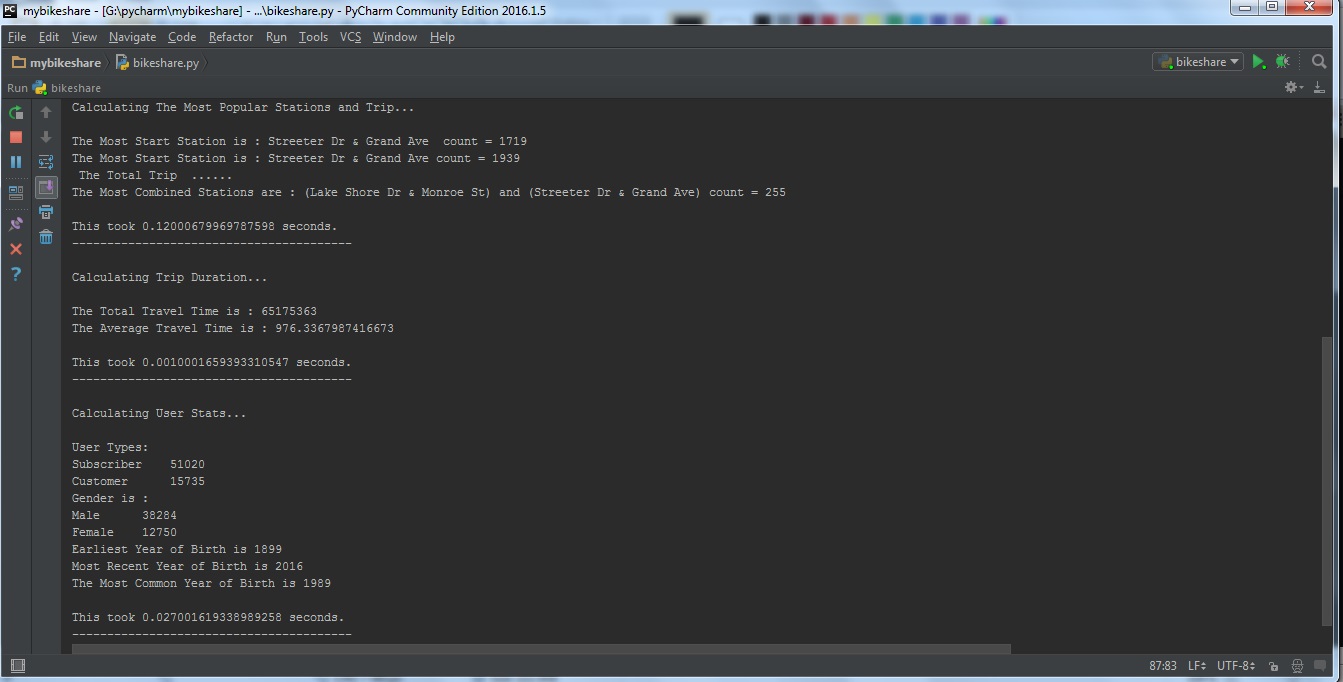 mybikeshare - [G:\pycharm\mybikeshare] - ...\bikeshare.py - PyCharm Community Edition 2016.1.5
File Edit View Navigate Code Refactor Run Tools VCS Window Help
mybikeshare bikeshare.py bikeshare
Run bikeshare
Calculating The Most Popular Stations and Trip...
The Most Start Station is : Streeter Dr & Grand Ave  count = 1719
The Most Start Station is : Streeter Dr & Grand Ave count = 1939
The Total Trip  ......
The Most Combined Stations are : (Lake Shore Dr & Monroe St) and (Streeter Dr & Grand Ave) count = 255
This took 0.12000679969787598 seconds.
----------------------------------------
Calculating Trip Duration...
The Total Travel Time is : 65175363
The Average Travel Time is : 976.3367987416673
This took 0.0010001659393310547 seconds.
----------------------------------------
Calculating User Stats...
User Types:
Subscriber    51020
Customer      15735
Gender is :
Male      38284
Female    12750
Earliest Year of Birth is 1899
Most Recent Year of Birth is 2016
The Most Common Year of Birth is 1989
This took 0.027001619338989258 seconds.
----------------------------------------
87:83 LF UTF-8